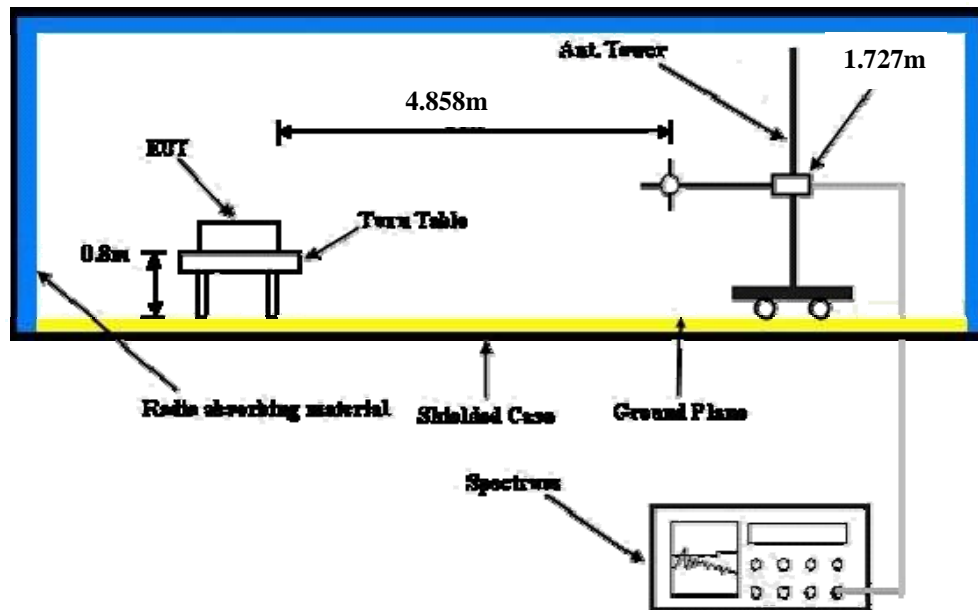 Ant. Tower
1.727m
4.858m
EUT
Turn Table
0.8m
Radio absorbing material
Shielded Case
Ground Plane
Spectrum